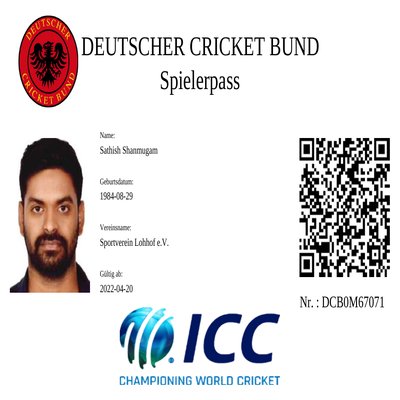 DEUTSCHER CRICKET BUND
DEUTSCHER CRICKET BUND
Spielerpass
Name:
Sathish Shanmugam
Geburtsdatum:
1984-08-29
Vereinsname:
Sportverein Lohhof e.V.
Gültig ab:
2022-04-20
Nr. : DCB0M67071
ICC
CHAMPIONING WORLD CRICKET